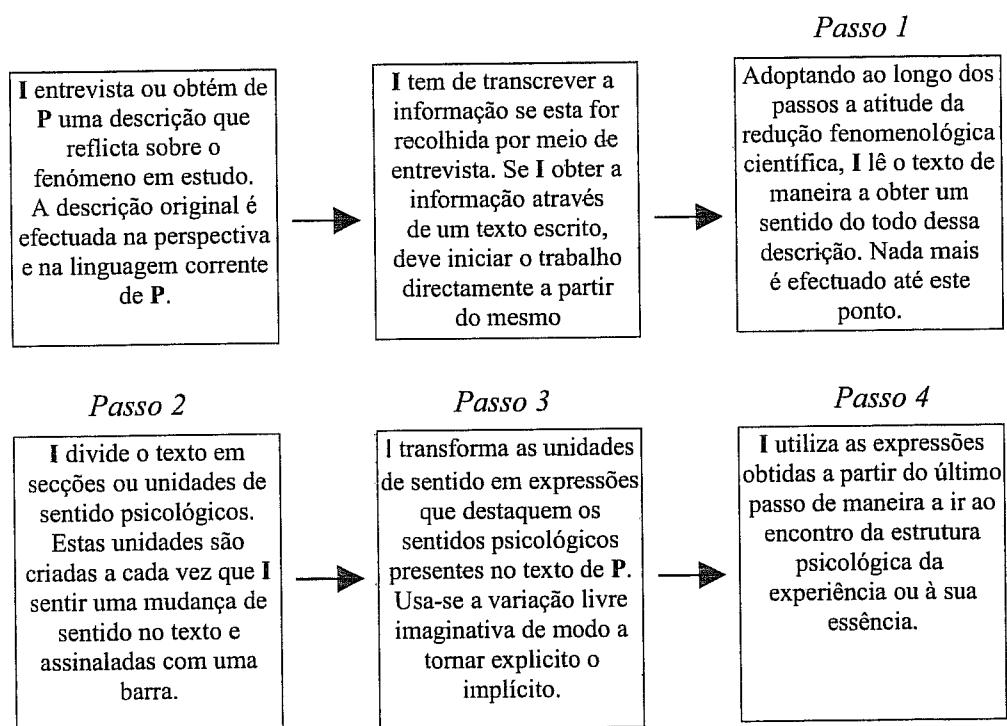 I entrevista ou obtém de
P uma descrição que
reflicta sobre o
fenómeno em estudo.
A descrição original é
efectuada na perspectiva
e na linguagem corrente
de P.
I tem de transcrever a
informação se esta for
recolhida por meio de
entrevista. Se I obter a
informação através
de um texto escrito,
deve iniciar o trabalho
directamente a partir
do mesmo
Passo 1
Adoptando ao longo dos
passos a atitude da
redução fenomenológica
científica, I lê o texto de
maneira a obter um
sentido do todo dessa
descrição. Nada mais
é efectuado até este
ponto.
Passo 2
I divide o texto em
secções ou unidades de
sentido psicológicos.
Estas unidades são
criadas a cada vez que I
sentir uma mudança de
sentido no texto e
assinaladas com uma
barra.
Passo 3
I transforma as unidades
de sentido em expressões
que destaquem os
sentidos psicológicos
presentes no texto de P.
Usa-se a variação livre
imaginativa de modo a
tornar explicito o
implícito.
Passo 4
I utiliza as expressões
obtidas a partir do último
passo de maneira a ir ao
encontro da estrutura
psicológica da
experiência ou à sua
essência.